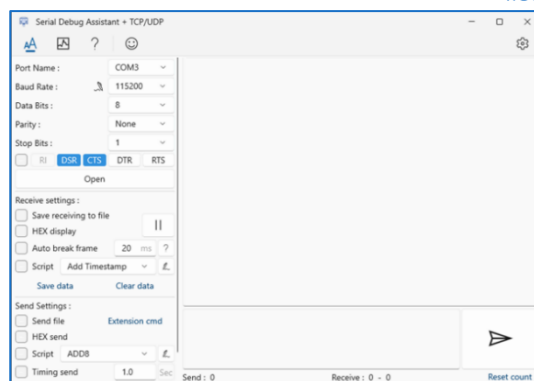 Serial Debug Assistant + TCP/UDP
Port Name : COM3
Baud Rate : 115200
Data Bits : 8
Parity : None
Stop Bits : 1
RI DSR CTS DTR RTS
Open
Receive settings :
Save receiving to file
HEX display
Auto break frame 20 ms ?
Script Add Timestamp
Save data Clear data
Send Settings :
Send file Extension cmd
HEX send
Script ADD8
Timing send 1.0 Sec
Send : 0 Receive : 0 - 0 Reset count